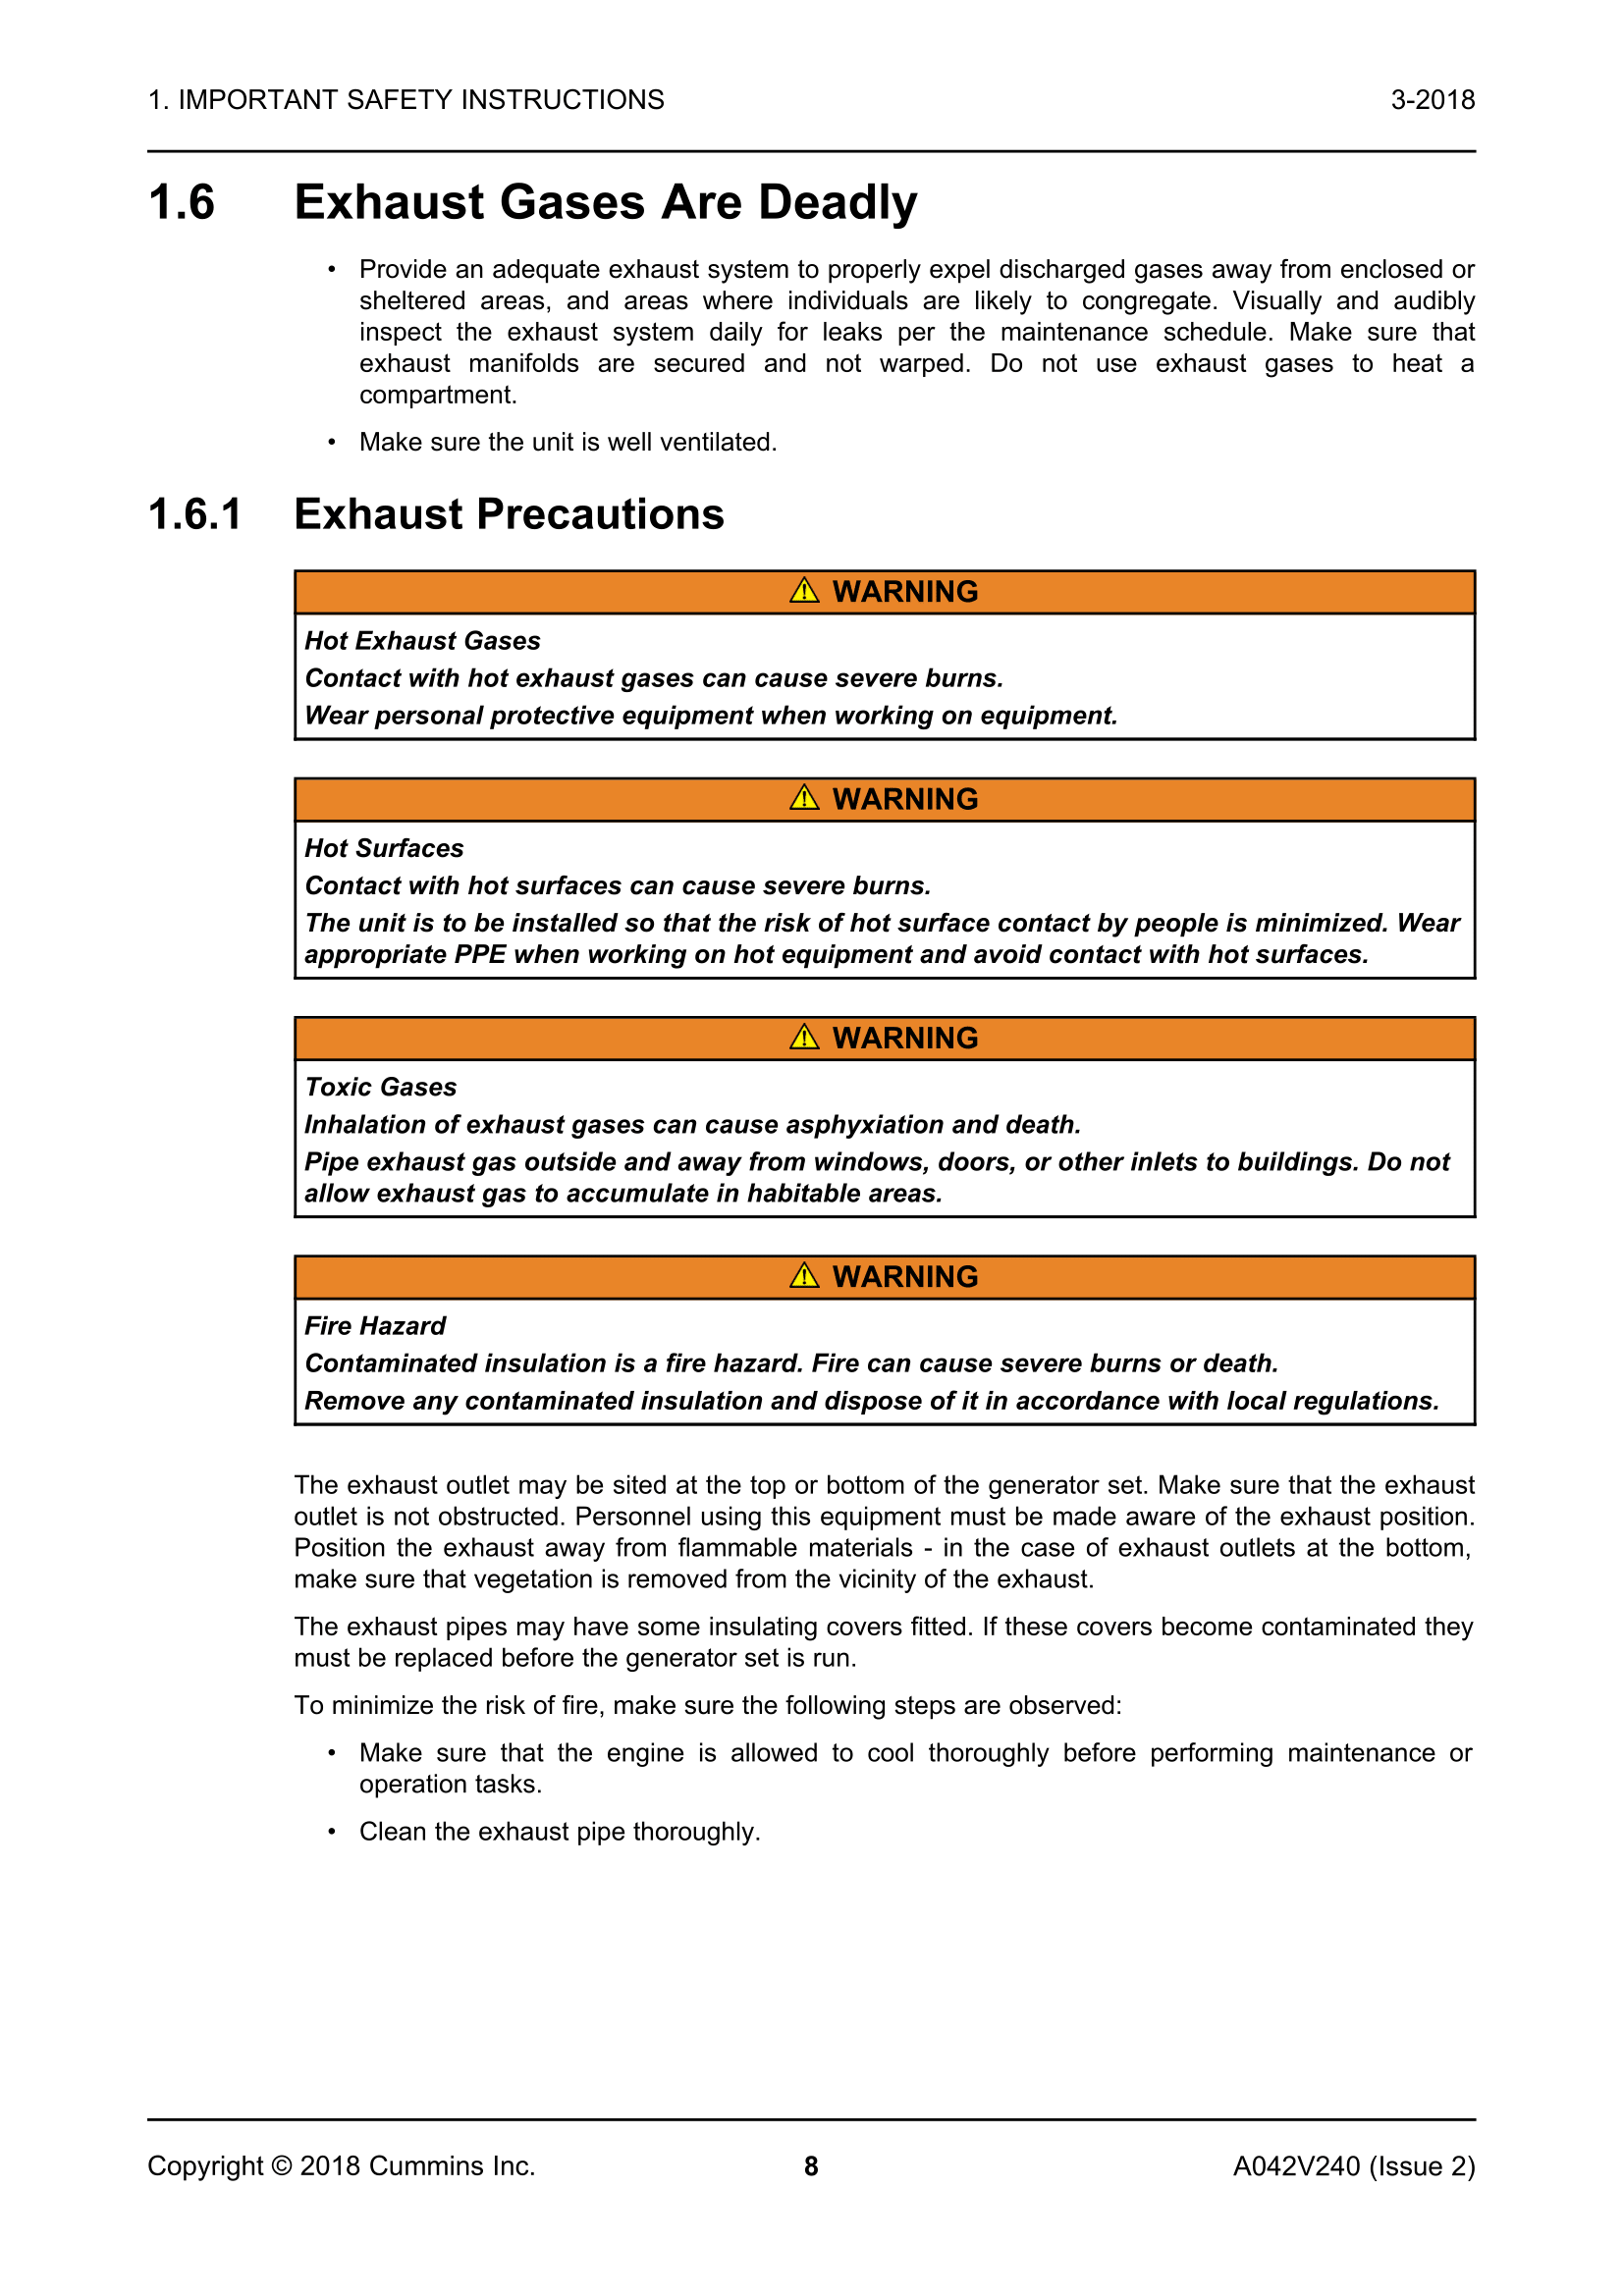 1. IMPORTANT SAFETY INSTRUCTIONS 3-2018
1.6 Exhaust Gases Are Deadly
• Provide an adequate exhaust system to properly expel discharged gases away from enclosed or
sheltered areas, and areas where individuals are likely to congregate. Visually and audibly
inspect the exhaust system daily for leaks per the maintenance schedule. Make sure that
exhaust manifolds are secured and not warped. Do not use exhaust gases to heat a
compartment.
• Make sure the unit is well ventilated.
1.6.1 Exhaust Precautions
WARNING
Hot Exhaust Gases
Contact with hot exhaust gases can cause severe burns.
Wear personal protective equipment when working on equipment.
WARNING
Hot Surfaces
Contact with hot surfaces can cause severe burns.
The unit is to be installed so that the risk of hot surface contact by people is minimized. Wear
appropriate PPE when working on hot equipment and avoid contact with hot surfaces.
WARNING
Toxic Gases
Inhalation of exhaust gases can cause asphyxiation and death.
Pipe exhaust gas outside and away from windows, doors, or other inlets to buildings. Do not
allow exhaust gas to accumulate in habitable areas.
WARNING
Fire Hazard
Contaminated insulation is a fire hazard. Fire can cause severe burns or death.
Remove any contaminated insulation and dispose of it in accordance with local regulations.
The exhaust outlet may be sited at the top or bottom of the generator set. Make sure that the exhaust
outlet is not obstructed. Personnel using this equipment must be made aware of the exhaust position.
Position the exhaust away from flammable materials - in the case of exhaust outlets at the bottom,
make sure that vegetation is removed from the vicinity of the exhaust.
The exhaust pipes may have some insulating covers fitted. If these covers become contaminated they
must be replaced before the generator set is run.
To minimize the risk of fire, make sure the following steps are observed:
• Make sure that the engine is allowed to cool thoroughly before performing maintenance or
operation tasks.
• Clean the exhaust pipe thoroughly.
Copyright © 2018 Cummins Inc. 8 A042V240 (Issue 2)